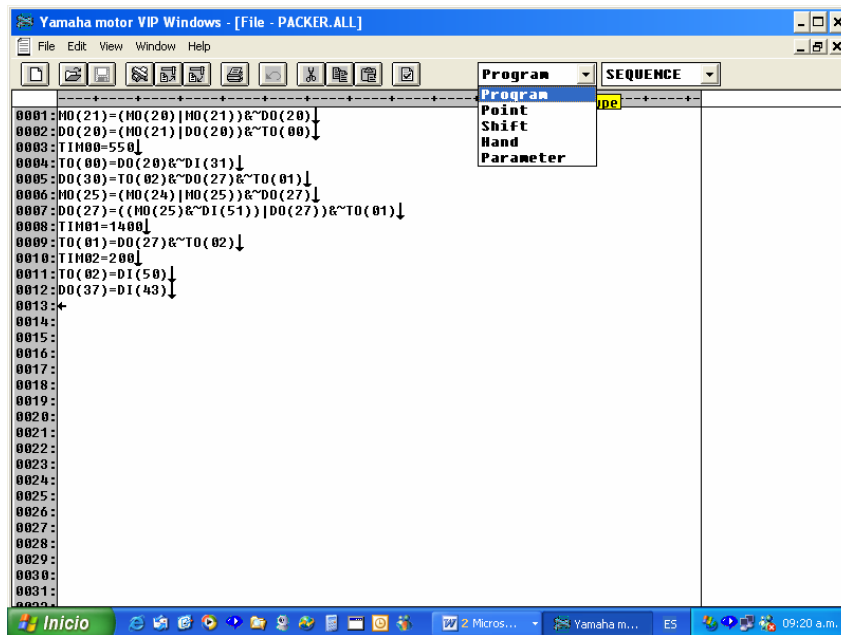 Yamaha motor VIP Windows - [File - PACKER.ALL]
File Edit View Window Help
Program SEQUENCE
Program
Point
Shift
Hand
Parameter
ype
0001:MO(21)=(MO(20)|MO(21))&~DO(20)↓
0002:DO(20)=(MO(21)|DO(20))&~TO(00)↓
0003:TIM00=550↓
0004:TO(00)=DO(20)&~DI(31)↓
0005:DO(30)=TO(02)&~DO(27)&~TO(01)↓
0006:MO(25)=(MO(24)|MO(25))&~DO(27)↓
0007:DO(27)=((MO(25)&~DI(51))|DO(27))&~TO(01)↓
0008:TIM01=1400↓
0009:TO(01)=DO(27)&~TO(02)↓
0010:TIM02=200↓
0011:TO(02)=DI(50)↓
0012:DO(37)=DI(43)↓
0013:←
0014:
0015:
0016:
0017:
0018:
0019:
0020:
0021:
0022:
0023:
0024:
0025:
0026:
0027:
0028:
0029:
0030:
0031:
Inicio 2 Micros... Yamaha m... ES 09:20 a.m.